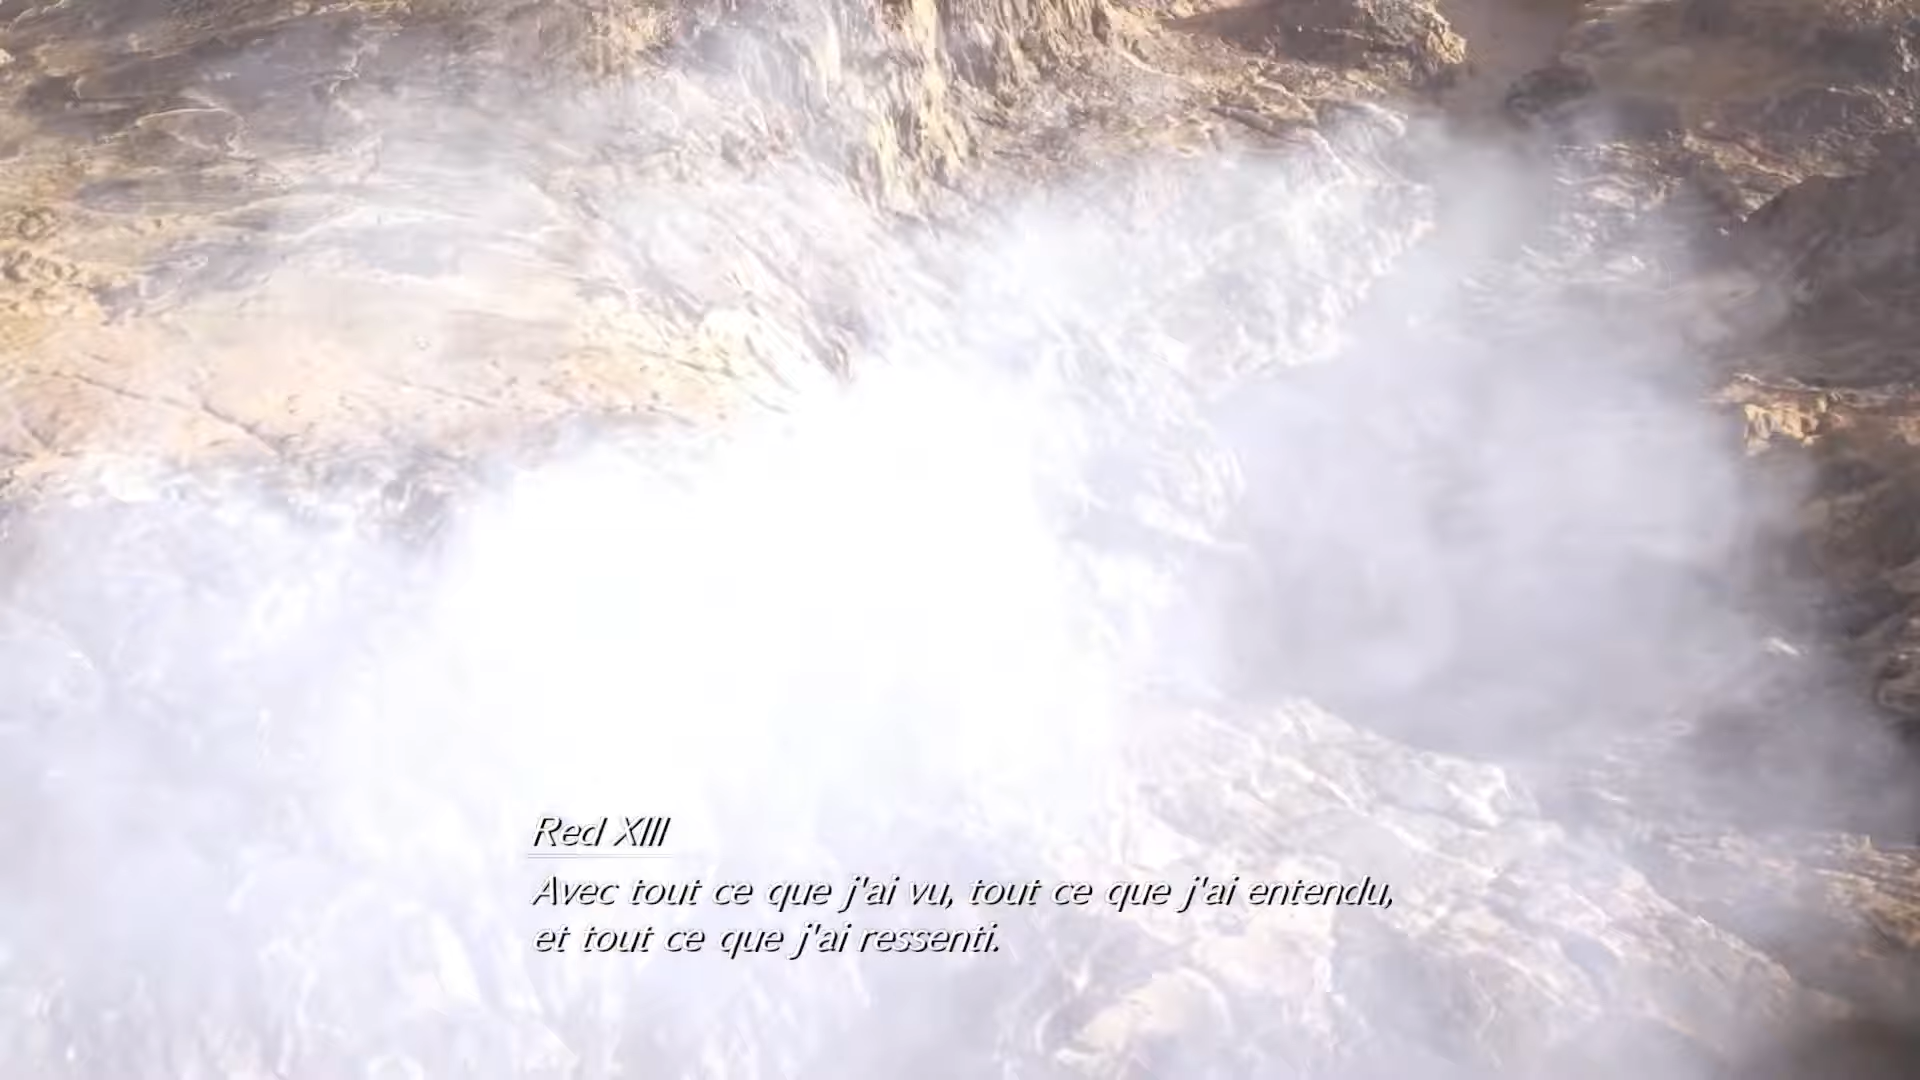 Red XIII
Avec tout ce que j'ai vu, tout ce que j'ai entendu,
et tout ce que j'ai ressenti.